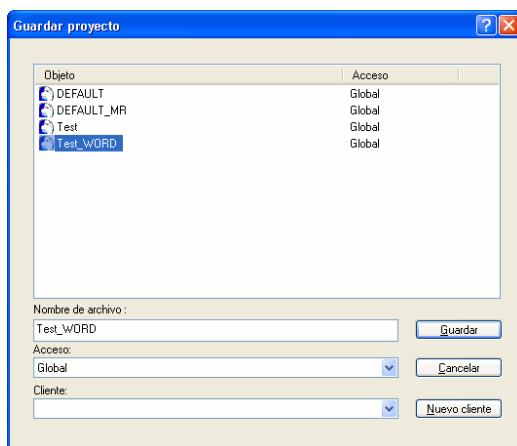 Guardar proyecto
Objeto Acceso
DEFAULT Global
DEFAULT_MR Global
Test Global
Test_WORD Global
Nombre de archivo :
Test_WORD
Guardar
Acceso:
Global
Cancelar
Cliente:
Nuevo cliente